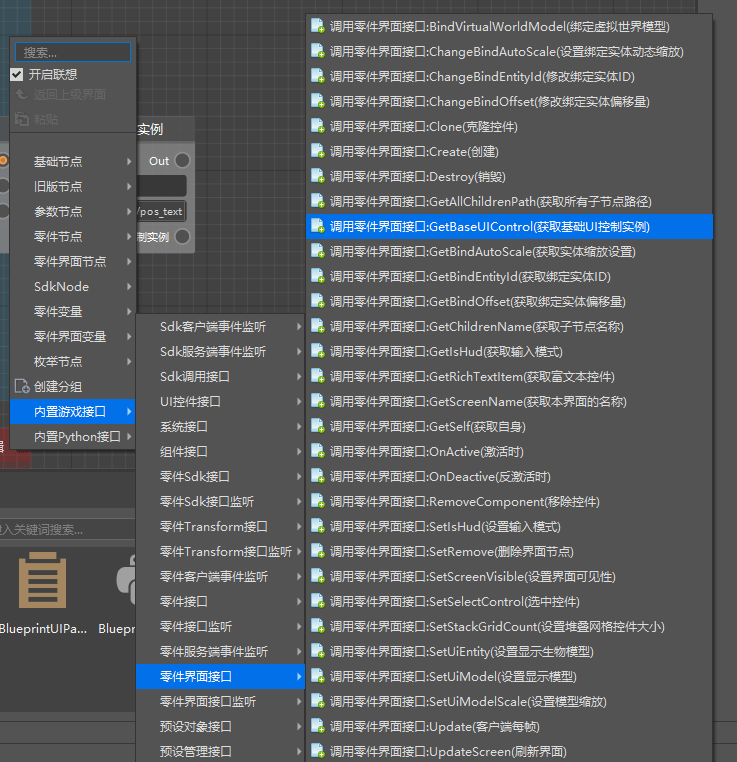 搜索...
开启联想
返回上级界面
粘贴
基础节点
旧版节点
参数节点
零件节点
零件界面节点
SdkNode
零件变量
零件界面变量
枚举节点
创建分组
内置游戏接口
内置Python接口
实例
Out
/pos_text
制实例
入关键词搜索...
BlueprintUIPa...
Bluepr
Sdk客户端事件监听
Sdk服务端事件监听
Sdk调用接口
UI控件接口
系统接口
组件接口
零件Sdk接口
零件Sdk接口监听
零件Transform接口
零件Transform接口监听
零件客户端事件监听
零件接口
零件接口监听
零件服务端事件监听
零件界面接口
零件界面接口监听
预设对象接口
预设管理接口
调用零件界面接口:BindVirtualWorldModel(绑定虚拟世界模型)
调用零件界面接口:ChangeBindAutoScale(设置绑定实体动态缩放)
调用零件界面接口:ChangeBindEntityId(修改绑定实体ID)
调用零件界面接口:ChangeBindOffset(修改绑定实体偏移量)
调用零件界面接口:Clone(克隆控件)
调用零件界面接口:Create(创建)
调用零件界面接口:Destroy(销毁)
调用零件界面接口:GetAllChildrenPath(获取所有子节点路径)
调用零件界面接口:GetBaseUIControl(获取基础UI控制实例)
调用零件界面接口:GetBindAutoScale(获取实体缩放设置)
调用零件界面接口:GetBindEntityId(获取绑定实体ID)
调用零件界面接口:GetBindOffset(获取绑定实体偏移量)
调用零件界面接口:GetChildrenName(获取子节点名称)
调用零件界面接口:GetIsHud(获取输入模式)
调用零件界面接口:GetRichTextItem(获取富文本控件)
调用零件界面接口:GetScreenName(获取本界面的名称)
调用零件界面接口:GetSelf(获取自身)
调用零件界面接口:OnActive(激活时)
调用零件界面接口:OnDeactive(反激活时)
调用零件界面接口:RemoveComponent(移除控件)
调用零件界面接口:SetIsHud(设置输入模式)
调用零件界面接口:SetRemove(删除界面节点)
调用零件界面接口:SetScreenVisible(设置界面可见性)
调用零件界面接口:SetSelectControl(选中控件)
调用零件界面接口:SetStackGridCount(设置堆叠网格控件大小)
调用零件界面接口:SetUiEntity(设置显示生物模型)
调用零件界面接口:SetUiModel(设置显示模型)
调用零件界面接口:SetUiModelScale(设置模型缩放)
调用零件界面接口:Update(客户端每帧)
调用零件界面接口:UpdateScreen(刷新界面)